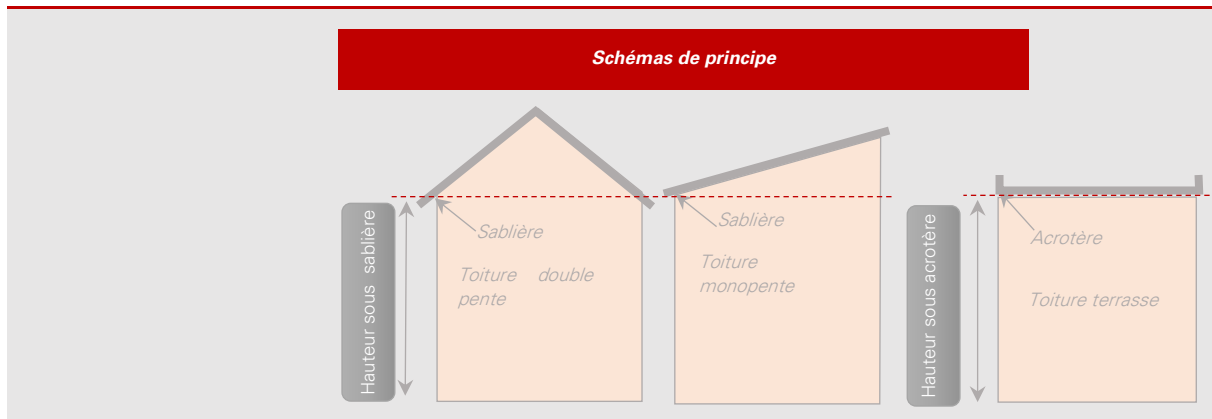 Schémas de principe
Hauteur sous sablière
Sablière
Toiture double
pente
Sablière
Toiture
monopente
Hauteur sous acrotère
Acrotère
Toiture terrasse